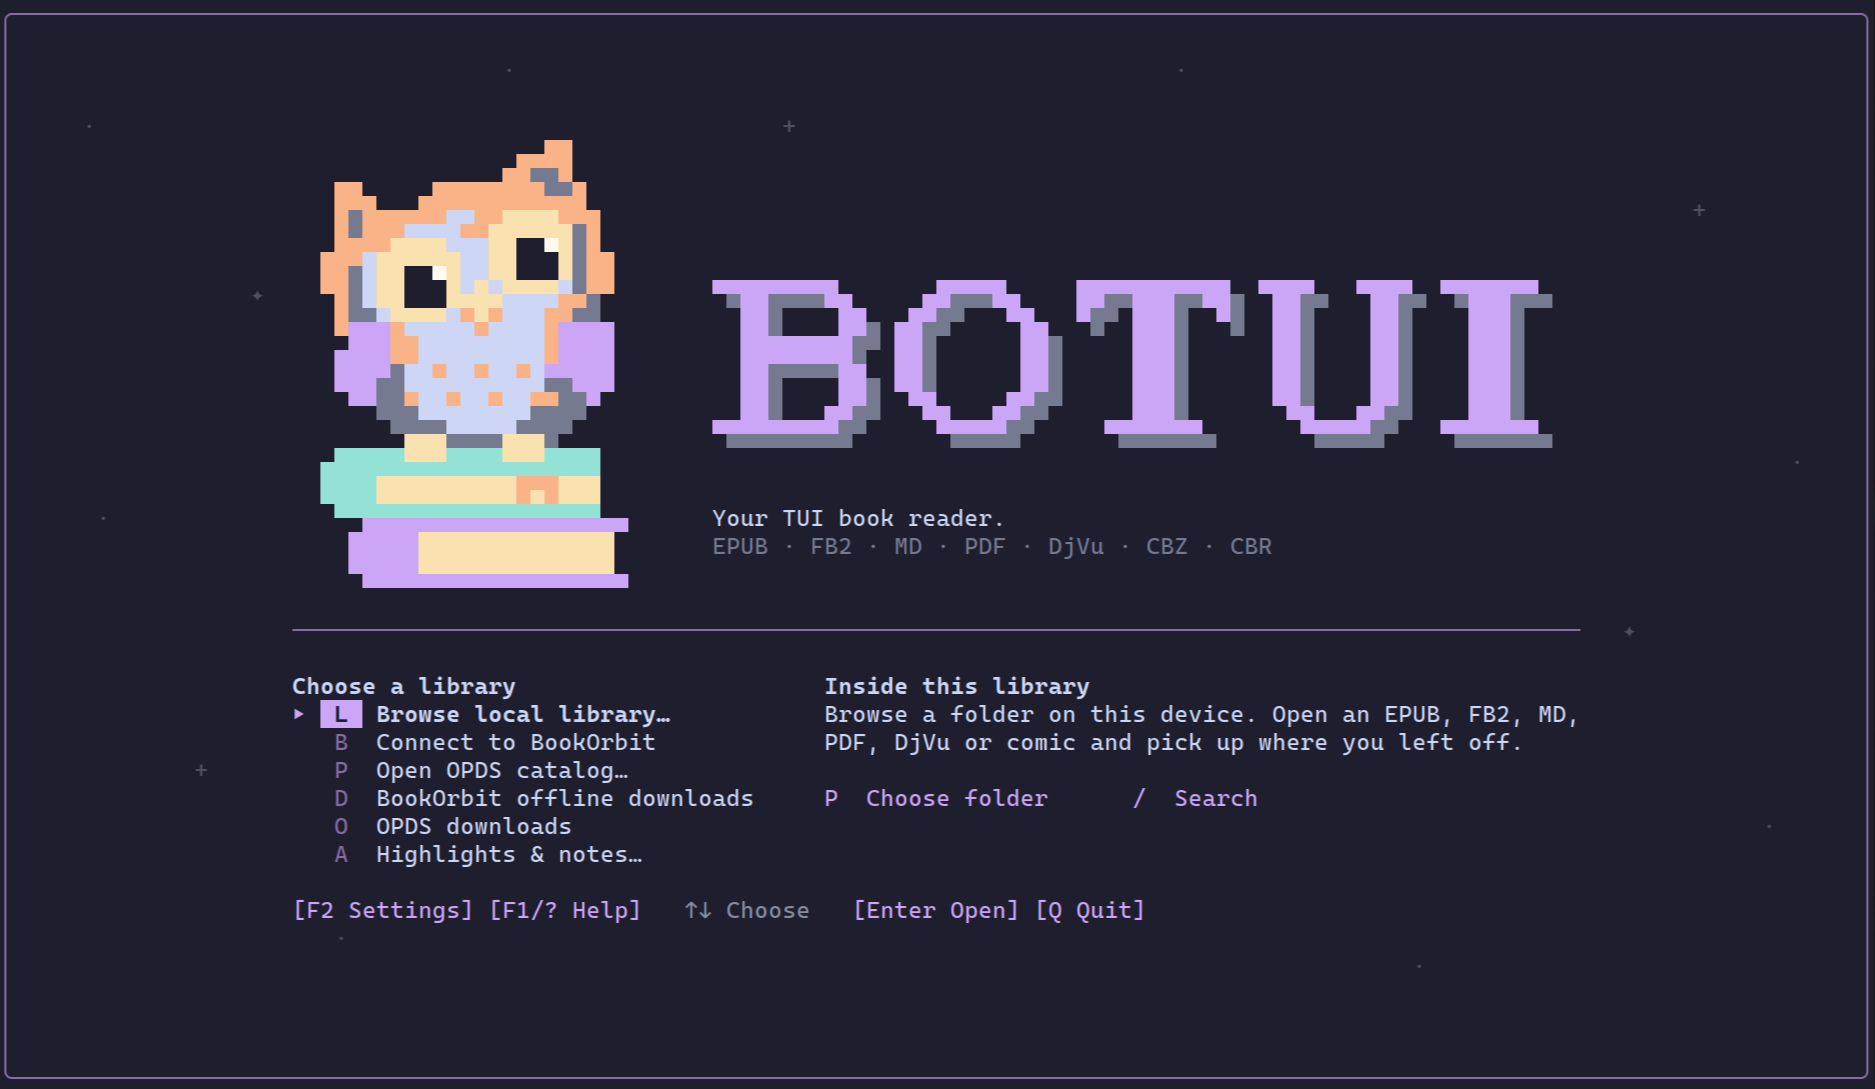 BOTUI
Your TUI book reader.
EPUB · FB2 · MD · PDF · DjVu · CBZ · CBR
Choose a library
▸ L Browse local library…
B Connect to BookOrbit
P Open OPDS catalog…
D BookOrbit offline downloads
O OPDS downloads
A Highlights & notes…
Inside this library
Browse a folder on this device. Open an EPUB, FB2, MD,
PDF, DjVu or comic and pick up where you left off.
P Choose folder / Search
[F2 Settings] [F1/? Help] ↑↓ Choose [Enter Open] [Q Quit]